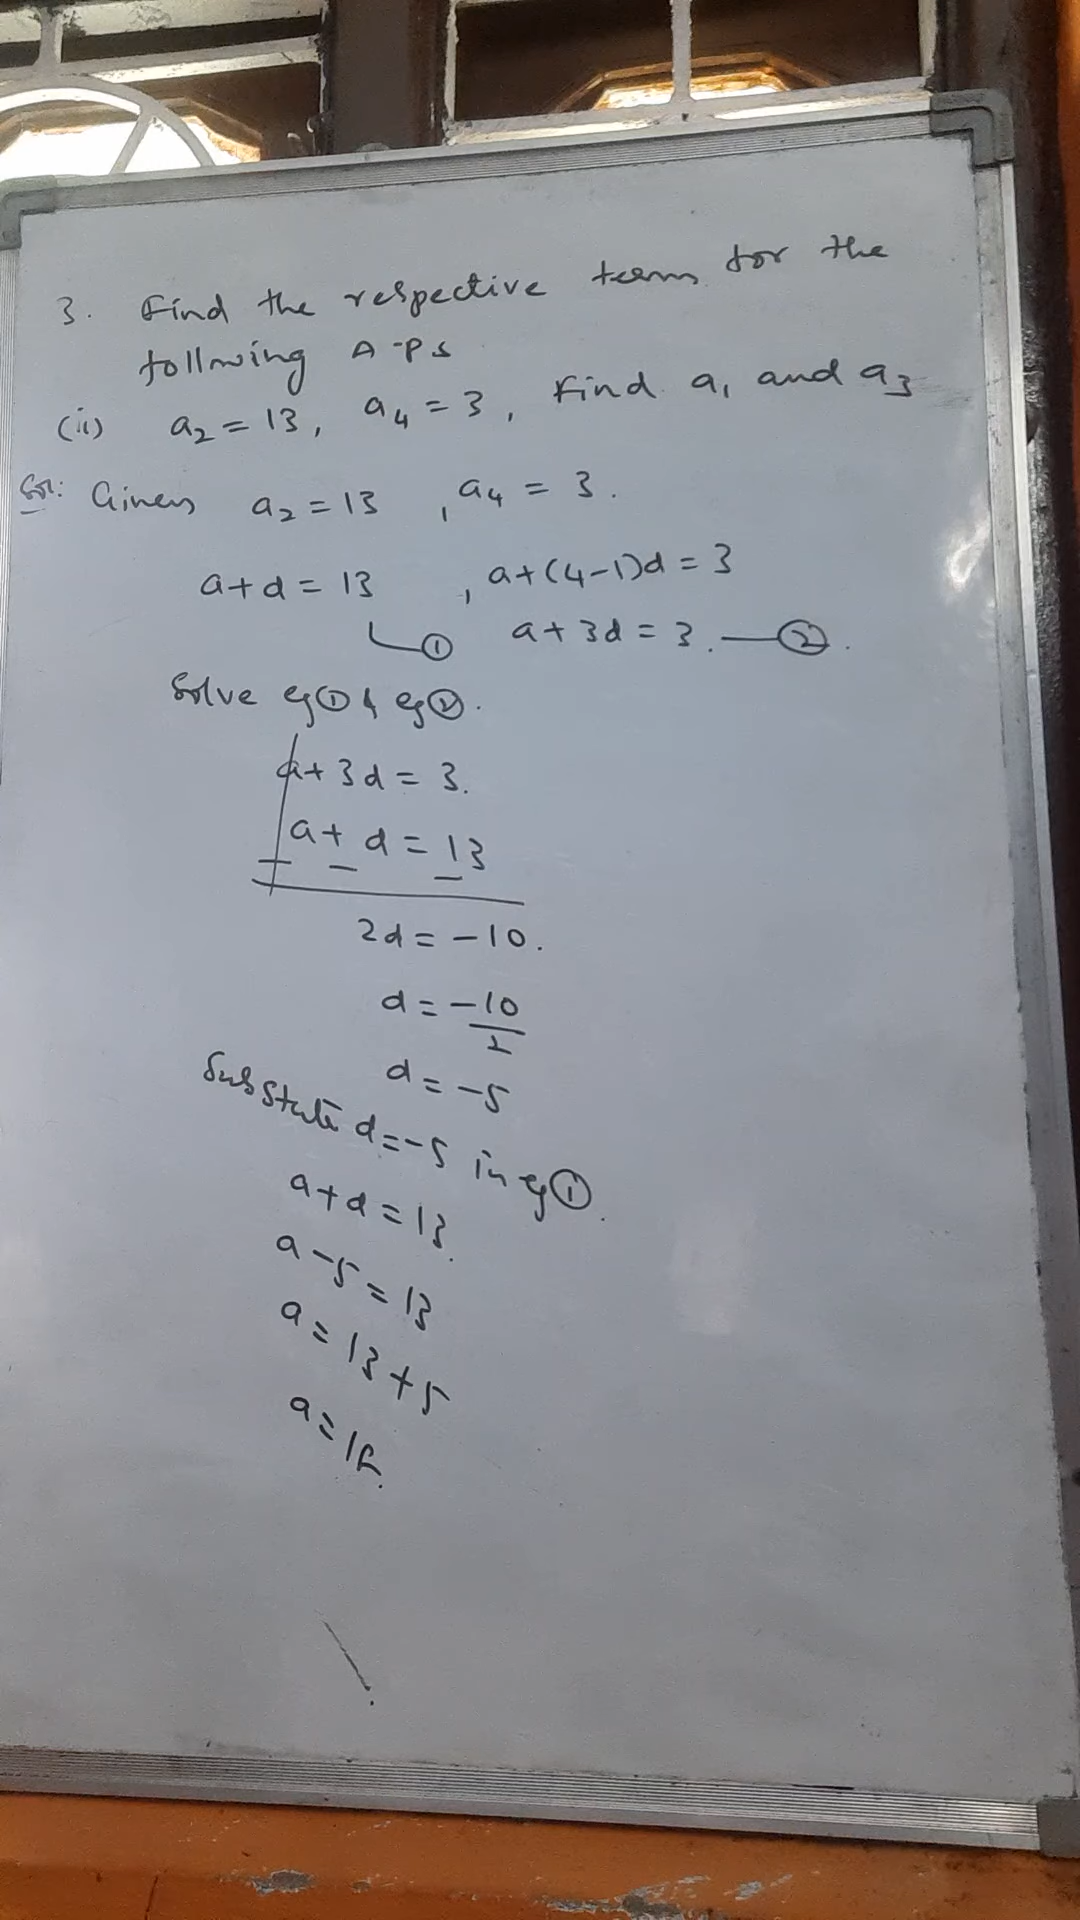 3. Find the respective terms for the
following A-Ps
(ii) a₂ = 13, a₄ = 3, Find a₁ and a₃
Sol: Given a₂ = 13 , a₄ = 3.
a+d = 13 , a+(4-1)d = 3
① a+3d = 3. — ②.
Solve eq① & eq②.
a+3d = 3.
a+d = 13
− − −
2d = -10.
d = -10/2
d = -5
Substate d=-5 in eq①.
a+d = 13.
a-5 = 13
a = 13+5
a = 18.